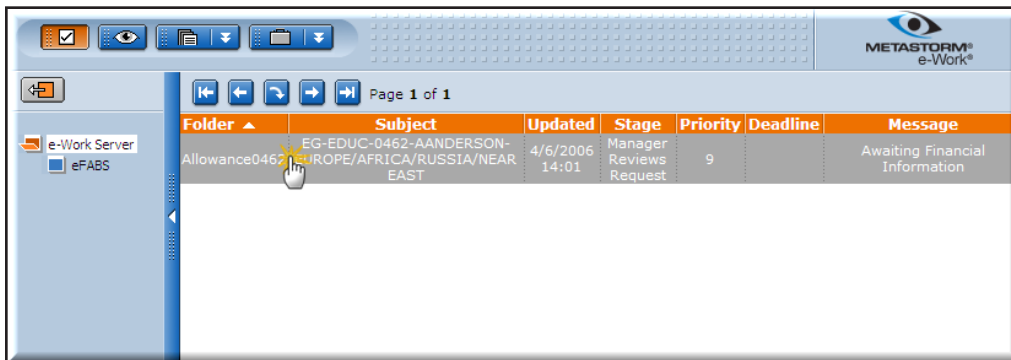 METASTORM®
e-Work®
Page 1 of 1
e-Work Server
eFABS
Folder ▲ Subject Updated Stage Priority Deadline Message
Allowance0462 EG-EDUC-0462-AANDERSON-
EUROPE/AFRICA/RUSSIA/NEAR
EAST
4/6/2006
14:01
Manager
Reviews
Request
9
Awaiting Financial
Information